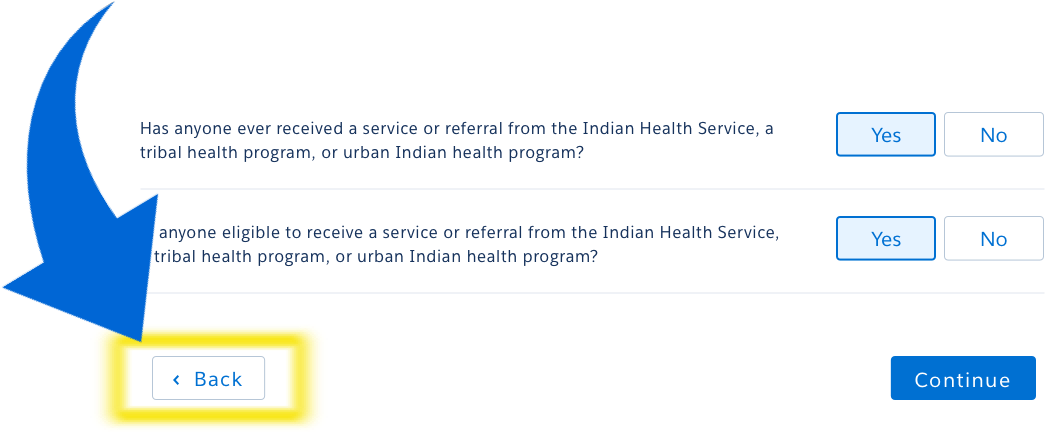 Has anyone ever received a service or referral from the Indian Health Service, a
Yes
No
tribal health program, or urban Indian health program?
anyone eligible to receive a service or referral from the Indian Health Service,
Yes
No
tribal health program, or urban Indian health program?
‹ Back
Continue